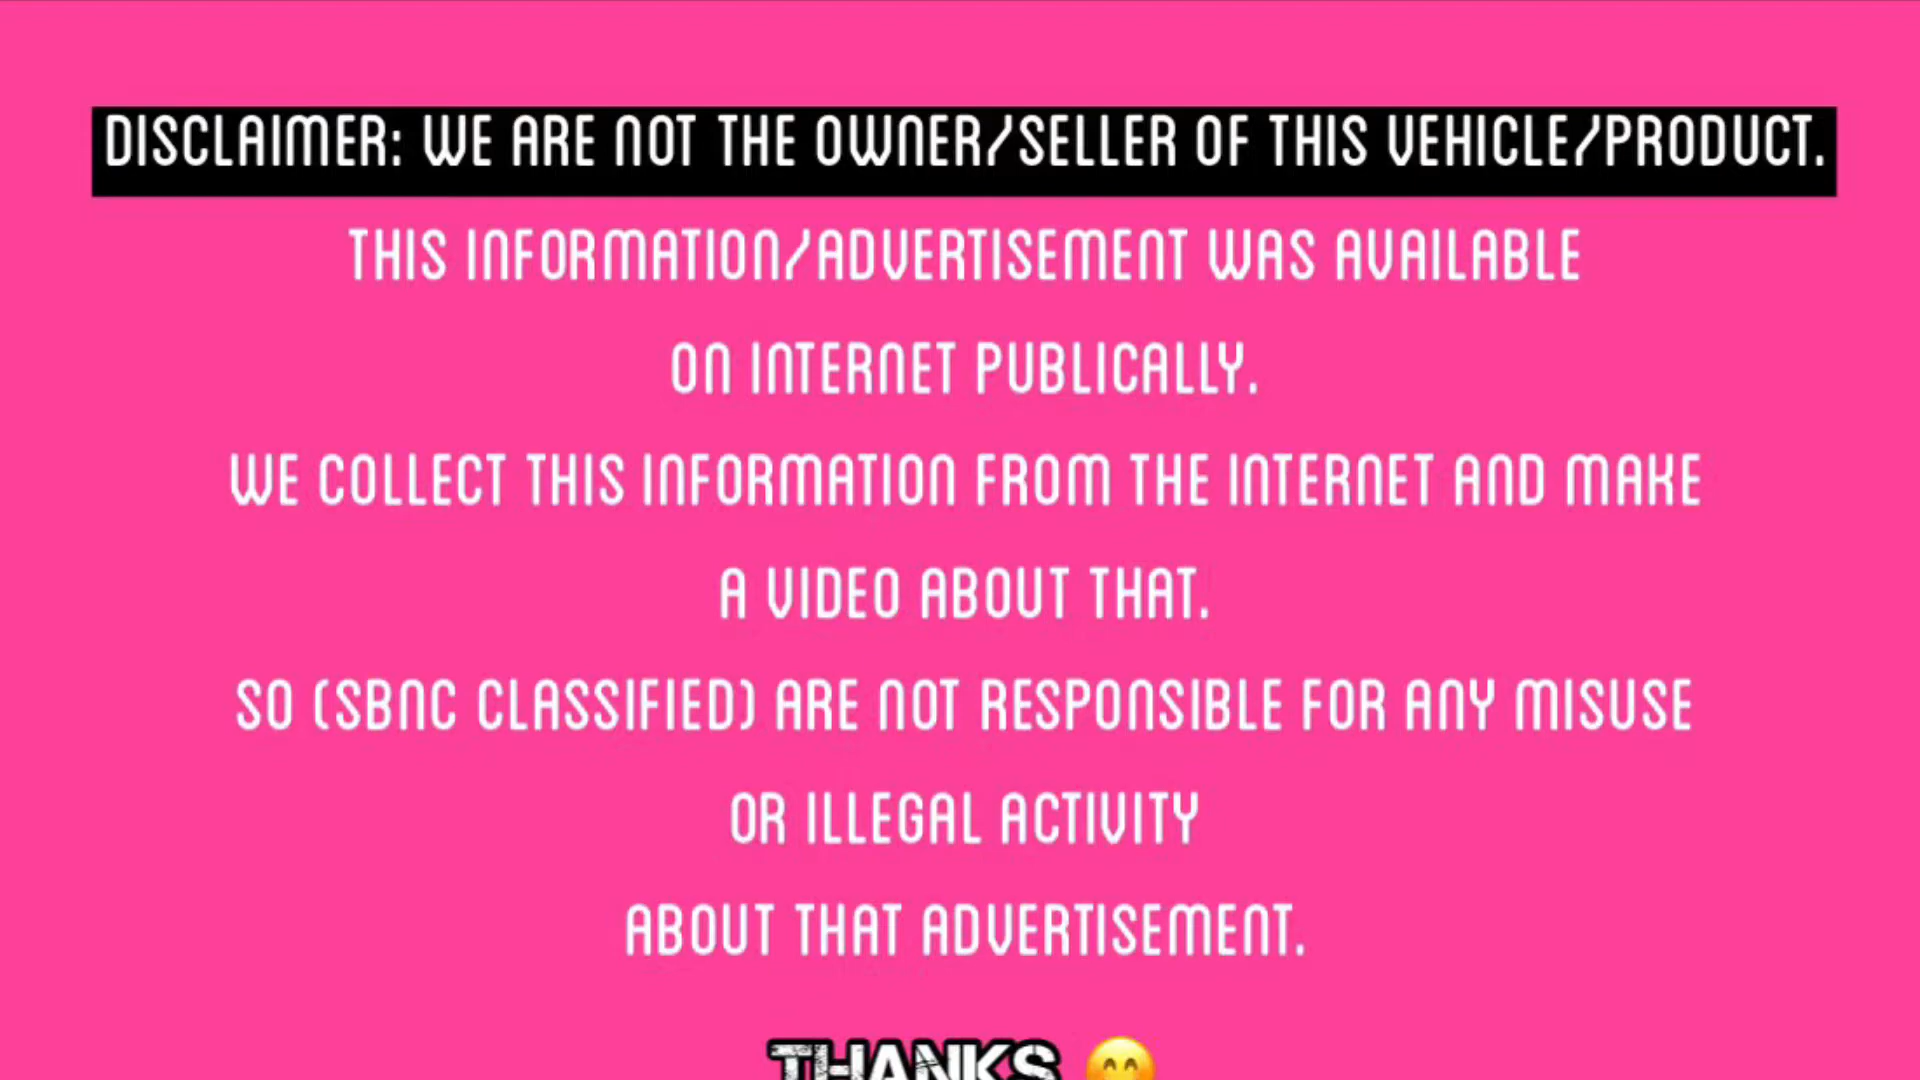 DISCLAIMER: WE ARE NOT THE OWNER/SELLER OF THIS VEHICLE/PRODUCT.
THIS INFORMATION/ADVERTISEMENT WAS AVAILABLE
ON INTERNET PUBLICALLY.
WE COLLECT THIS INFORMATION FROM THE INTERNET AND MAKE
A VIDEO ABOUT THAT.
SO (SBNC CLASSIFIED) ARE NOT RESPONSIBLE FOR ANY MISUSE
OR ILLEGAL ACTIVITY
ABOUT THAT ADVERTISEMENT.
THANKS 😊